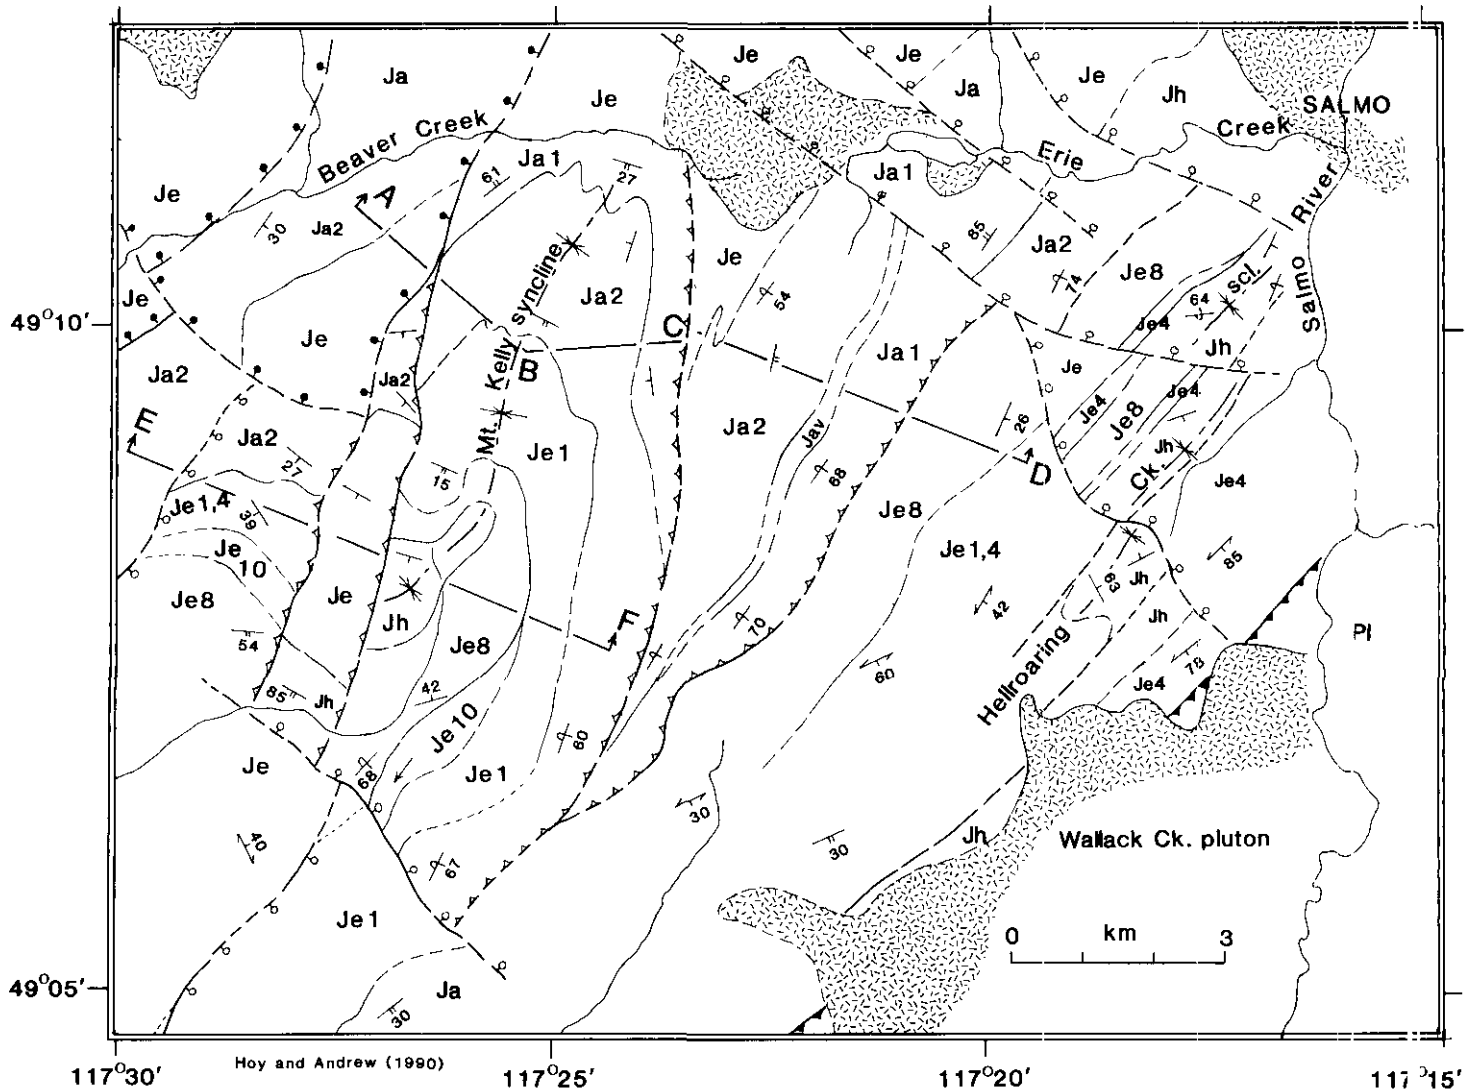 Je
Je
Je
Ja
Ja
Je
Jh
SALMO
Beaver Creek
Erie Creek
Salmo River
Ja1
61
27
Ja1
A
Je
30
Ja2
85
Ja2
Je
54
74
Je8
Ja2
64
scl.
Je4
Je
49°10'
C
Jh
Je
Mt. Kelly syncline
B
Ja1
Je
Ja2
Ja2
Je4
Je4
Je8
E
Ja2
27
Je1
Ja2
Jav
26
D
Jh
Ck.
15
68
Je4
Je1,4
39
Je8
Je
10
Je1,4
85
Je8
Je
Jh
63
Jh
42
Jh
F
70
Pl
54
Je8
Hellroaring
60
78
85
Jh
42
Je4
Je10
60
Je
68
Je1
30
40
Jh
Wallack Ck. pluton
30
67
Je1
0 km 3
49°05'
Ja
30
Hoy and Andrew (1990)
117°30'
117°25'
117°20'
117°15'